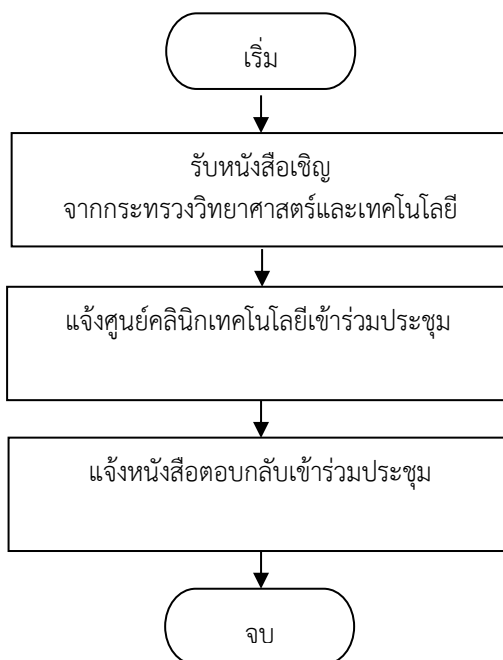 เริ่ม
รับหนังสือเชิญ
จากกระทรวงวิทยาศาสตร์และเทคโนโลยี
แจ้งศูนย์คลินิกเทคโนโลยีเข้าร่วมประชุม
แจ้งหนังสือตอบกลับเข้าร่วมประชุม
จบ